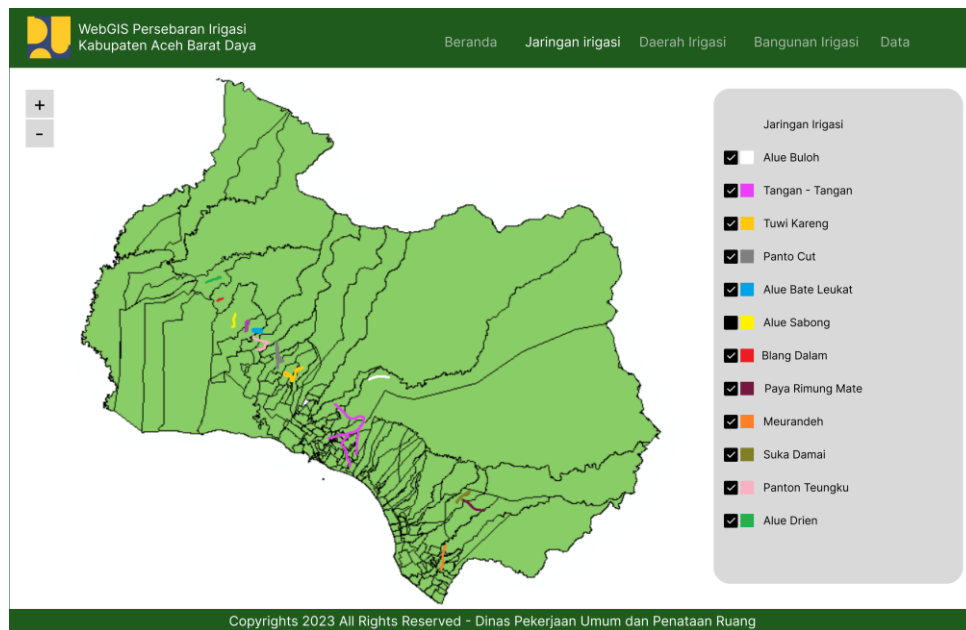 WebGIS Persebaran Irigasi
Kabupaten Aceh Barat Daya
Beranda Jaringan irigasi Daerah Irigasi Bangunan Irigasi Data
+
-
Jaringan Irigasi
Alue Buloh
Tangan - Tangan
Tuwi Kareng
Panto Cut
Alue Bate Leukat
Alue Sabong
Blang Dalam
Paya Rimung Mate
Meurandeh
Suka Damai
Panton Teungku
Alue Drien
Copyrights 2023 All Rights Reserved - Dinas Pekerjaan Umum dan Penataan Ruang